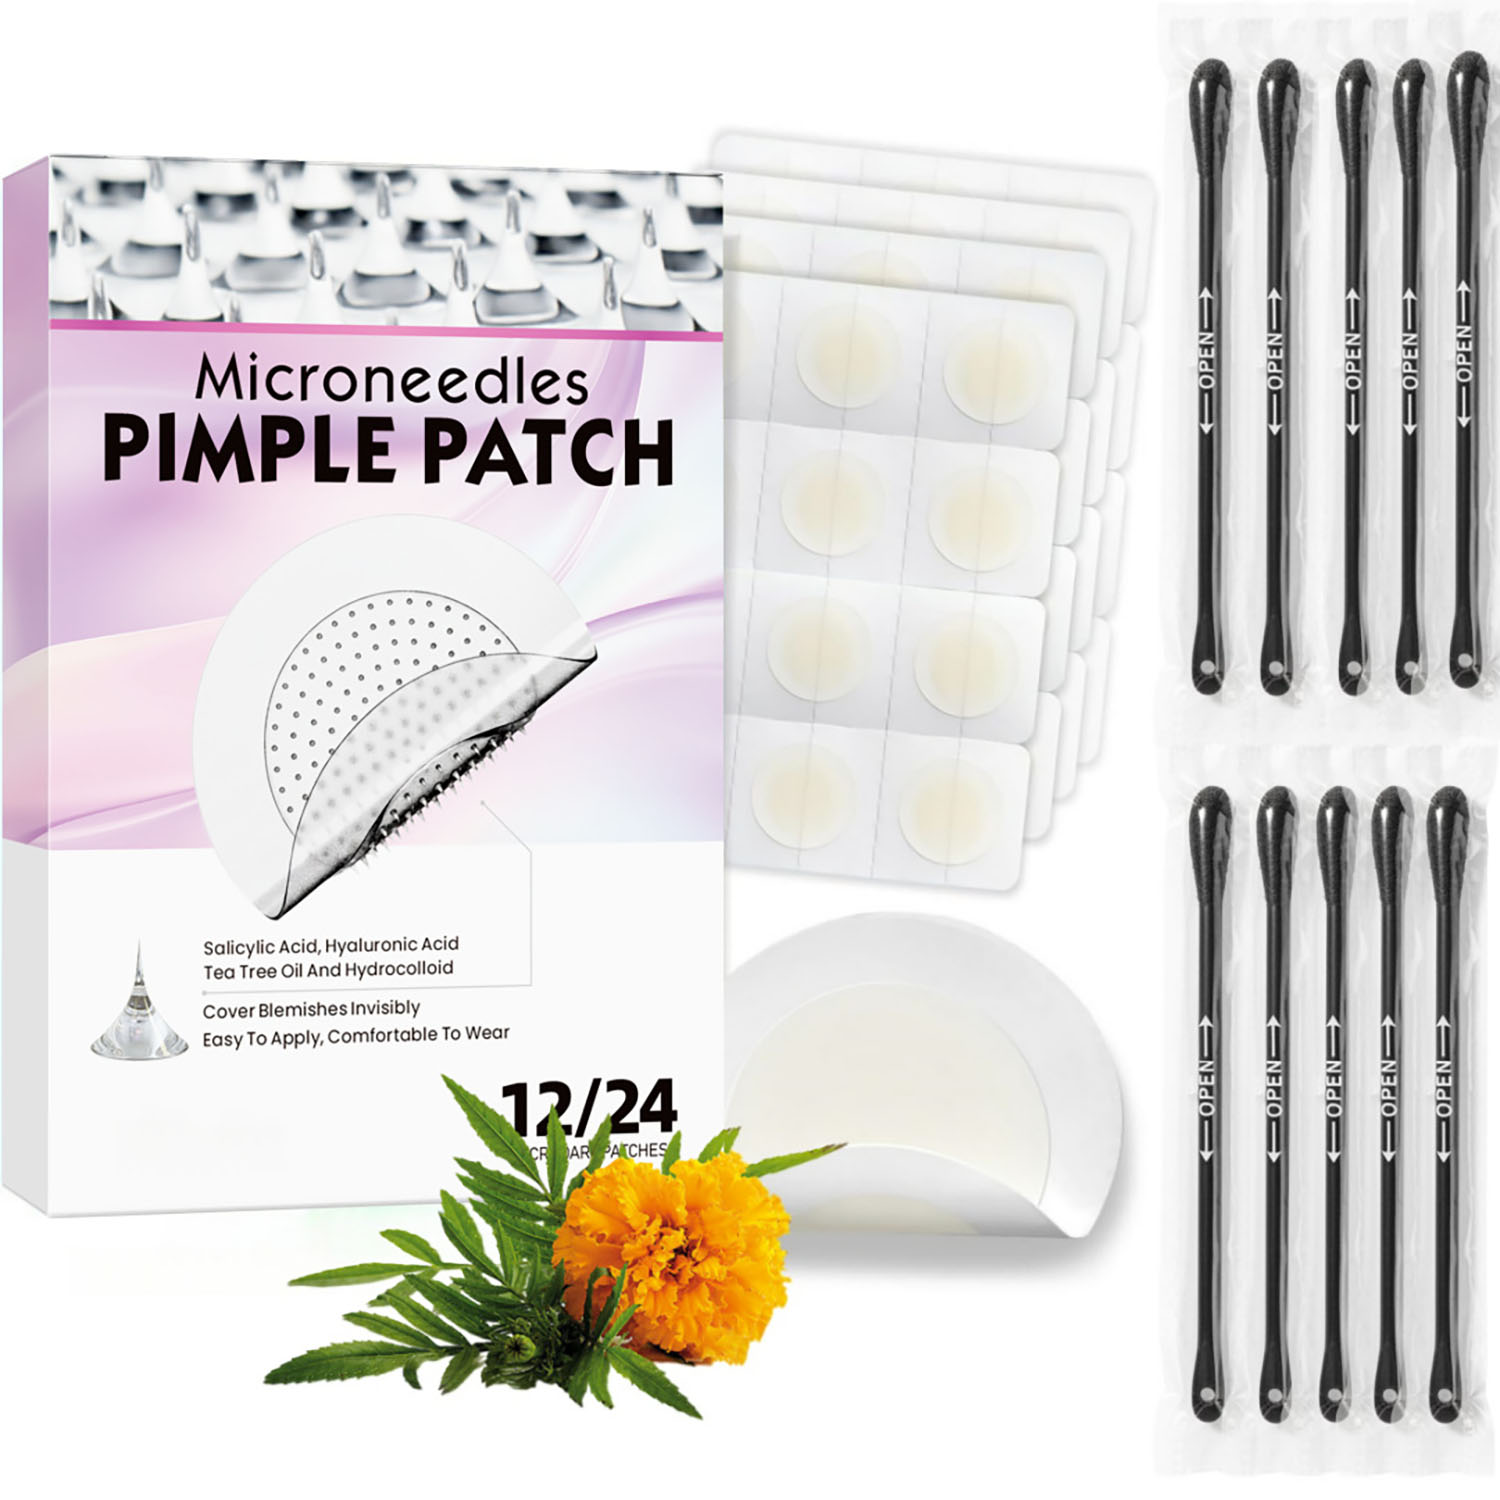 Microneedles
PIMPLE PATCH
Salicylic Acid, Hyaluronic Acid
Tea Tree Oil And Hydrocolloid
Cover Blemishes Invisibly
Easy To Apply, Comfortable To Wear
12/24
PATCHES
OPEN
OPEN
OPEN
OPEN
OPEN
OPEN
OPEN
OPEN
OPEN
OPEN